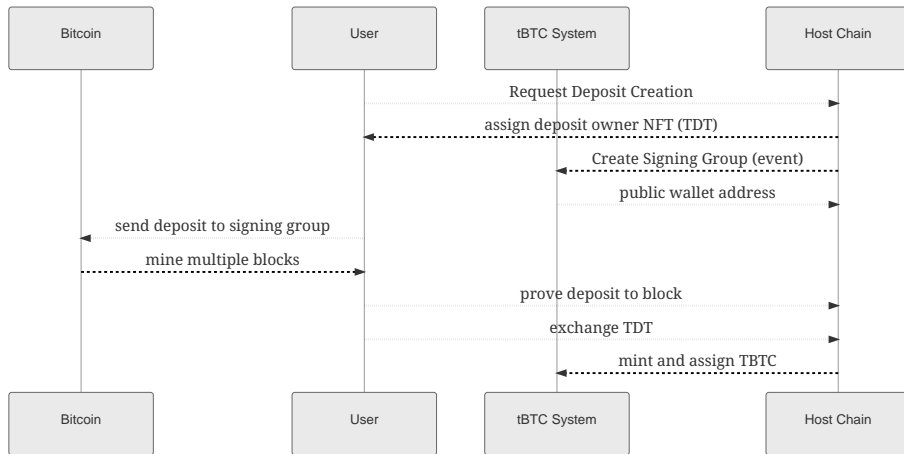 Bitcoin
User
tBTC System
Host Chain
Request Deposit Creation
assign deposit owner NFT (TDT)
Create Signing Group (event)
public wallet address
send deposit to signing group
mine multiple blocks
prove deposit to block
exchange TDT
mint and assign TBTC
Bitcoin
User
tBTC System
Host Chain